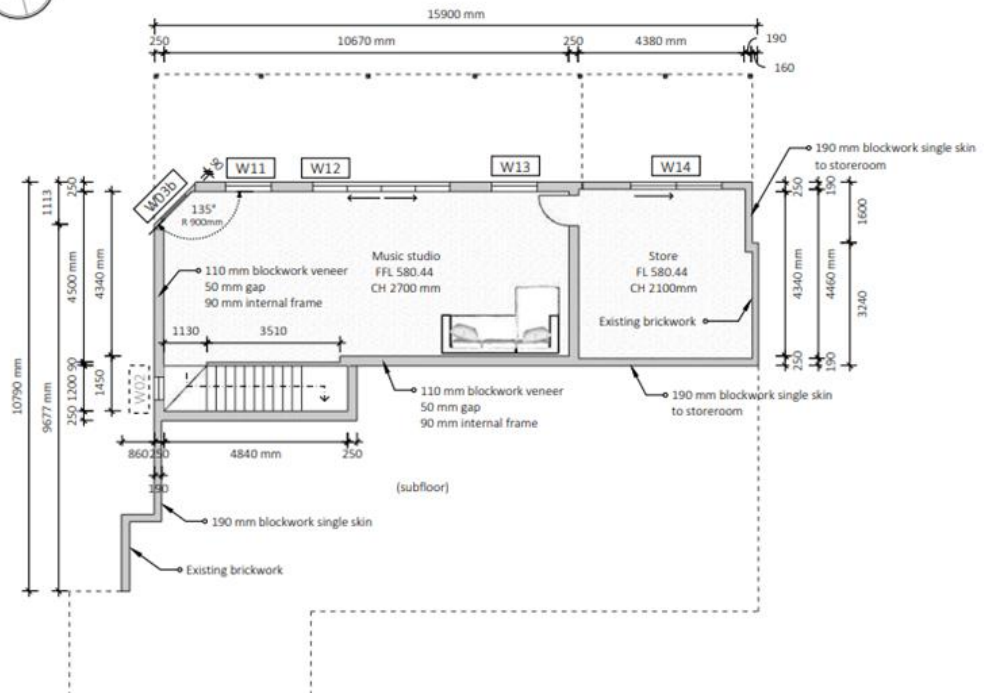 15900 mm
250
10670 mm
250
4380 mm
190
160
190 mm blockwork single skin
to storeroom
W03b
90
W11
W12
W13
W14
135°
R 900mm
1113
250
4500 mm
4340 mm
10790 mm
9677 mm
Music studio
FFL 580.44
CH 2700 mm
Store
FL 580.44
CH 2100mm
Existing brickwork
110 mm blockwork veneer
50 mm gap
90 mm internal frame
1130
3510
250
190
4340 mm
4460 mm
1600
3240
250
190
W02
90
1200
250
1450
110 mm blockwork veneer
50 mm gap
90 mm internal frame
190 mm blockwork single skin
to storeroom
860
250
4840 mm
250
190
(subfloor)
190 mm blockwork single skin
Existing brickwork